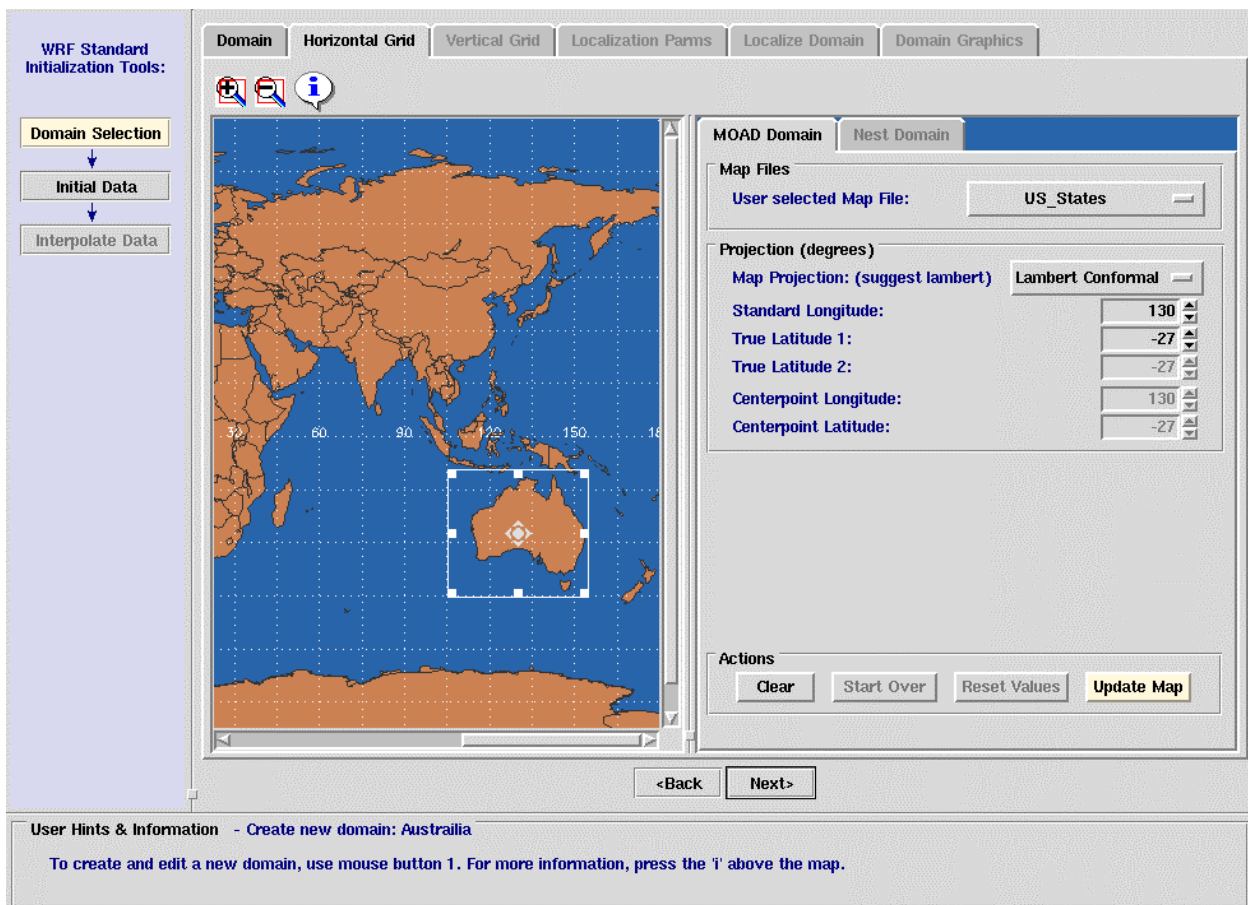 WRF Standard
Initialization Tools:
Domain Selection
Initial Data
Interpolate Data
Domain
Horizontal Grid
Vertical Grid
Localization Parms
Localize Domain
Domain Graphics
i
30. 60. 90. 120. 150. 18
MOAD Domain
Nest Domain
Map Files
User selected Map File: US_States
Projection (degrees)
Map Projection: (suggest lambert) Lambert Conformal
Standard Longitude: 130
True Latitude 1: -27
True Latitude 2: -27
Centerpoint Longitude: 130
Centerpoint Latitude: -27
Actions
Clear
Start Over
Reset Values
Update Map
<Back
Next>
User Hints & Information - Create new domain: Austrailia
To create and edit a new domain, use mouse button 1. For more information, press the 'i' above the map.